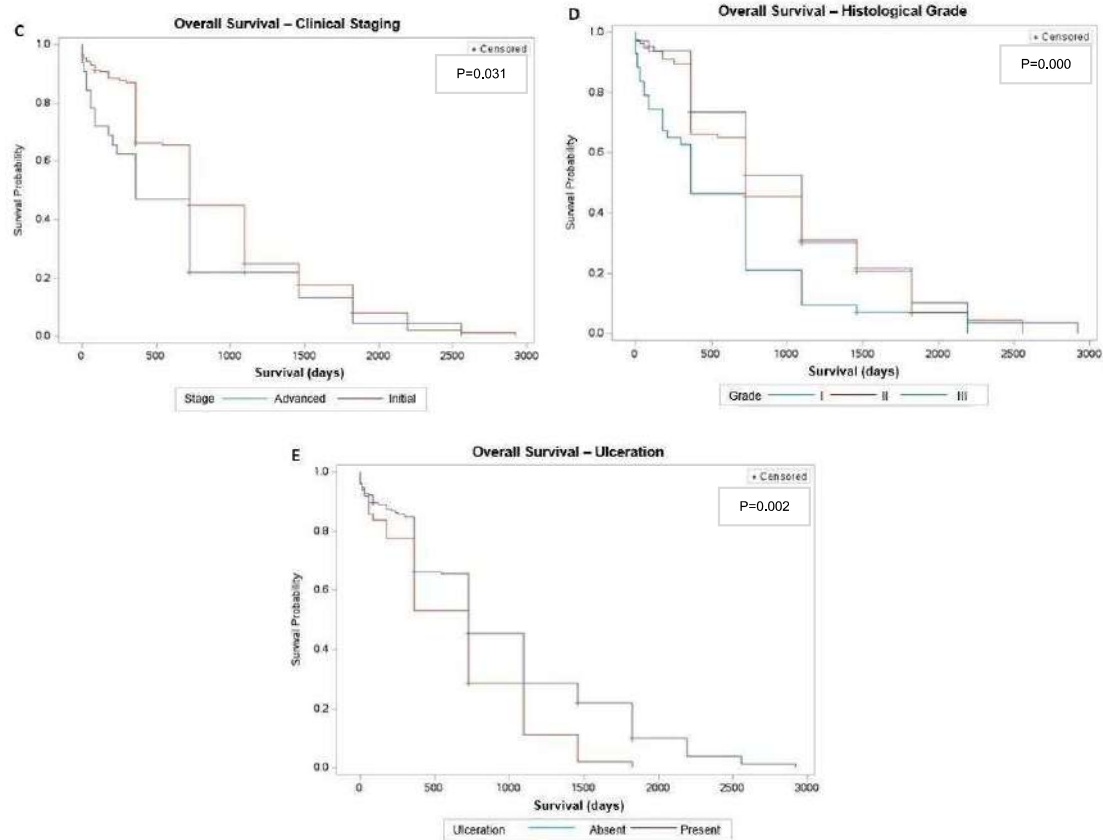 C
Overall Survival – Clinical Staging
• Censored
P=0.031
Survival Probability
1.0
0.8
0.6
0.4
0.2
0.0
0 500 1000 1500 2000 2500 3000
Survival (days)
Stage Advanced Initial
D
Overall Survival – Histological Grade
• Censored
P=0.000
Survival Probability
1.0
0.8
0.6
0.4
0.2
0.0
0 500 1000 1500 2000 2500 3000
Survival (days)
Grade I II III
E
Overall Survival – Ulceration
• Censored
P=0.002
Survival Probability
1.0
0.8
0.6
0.4
0.2
0.0
0 500 1000 1500 2000 2500 3000
Survival (days)
Ulceration Absent Present